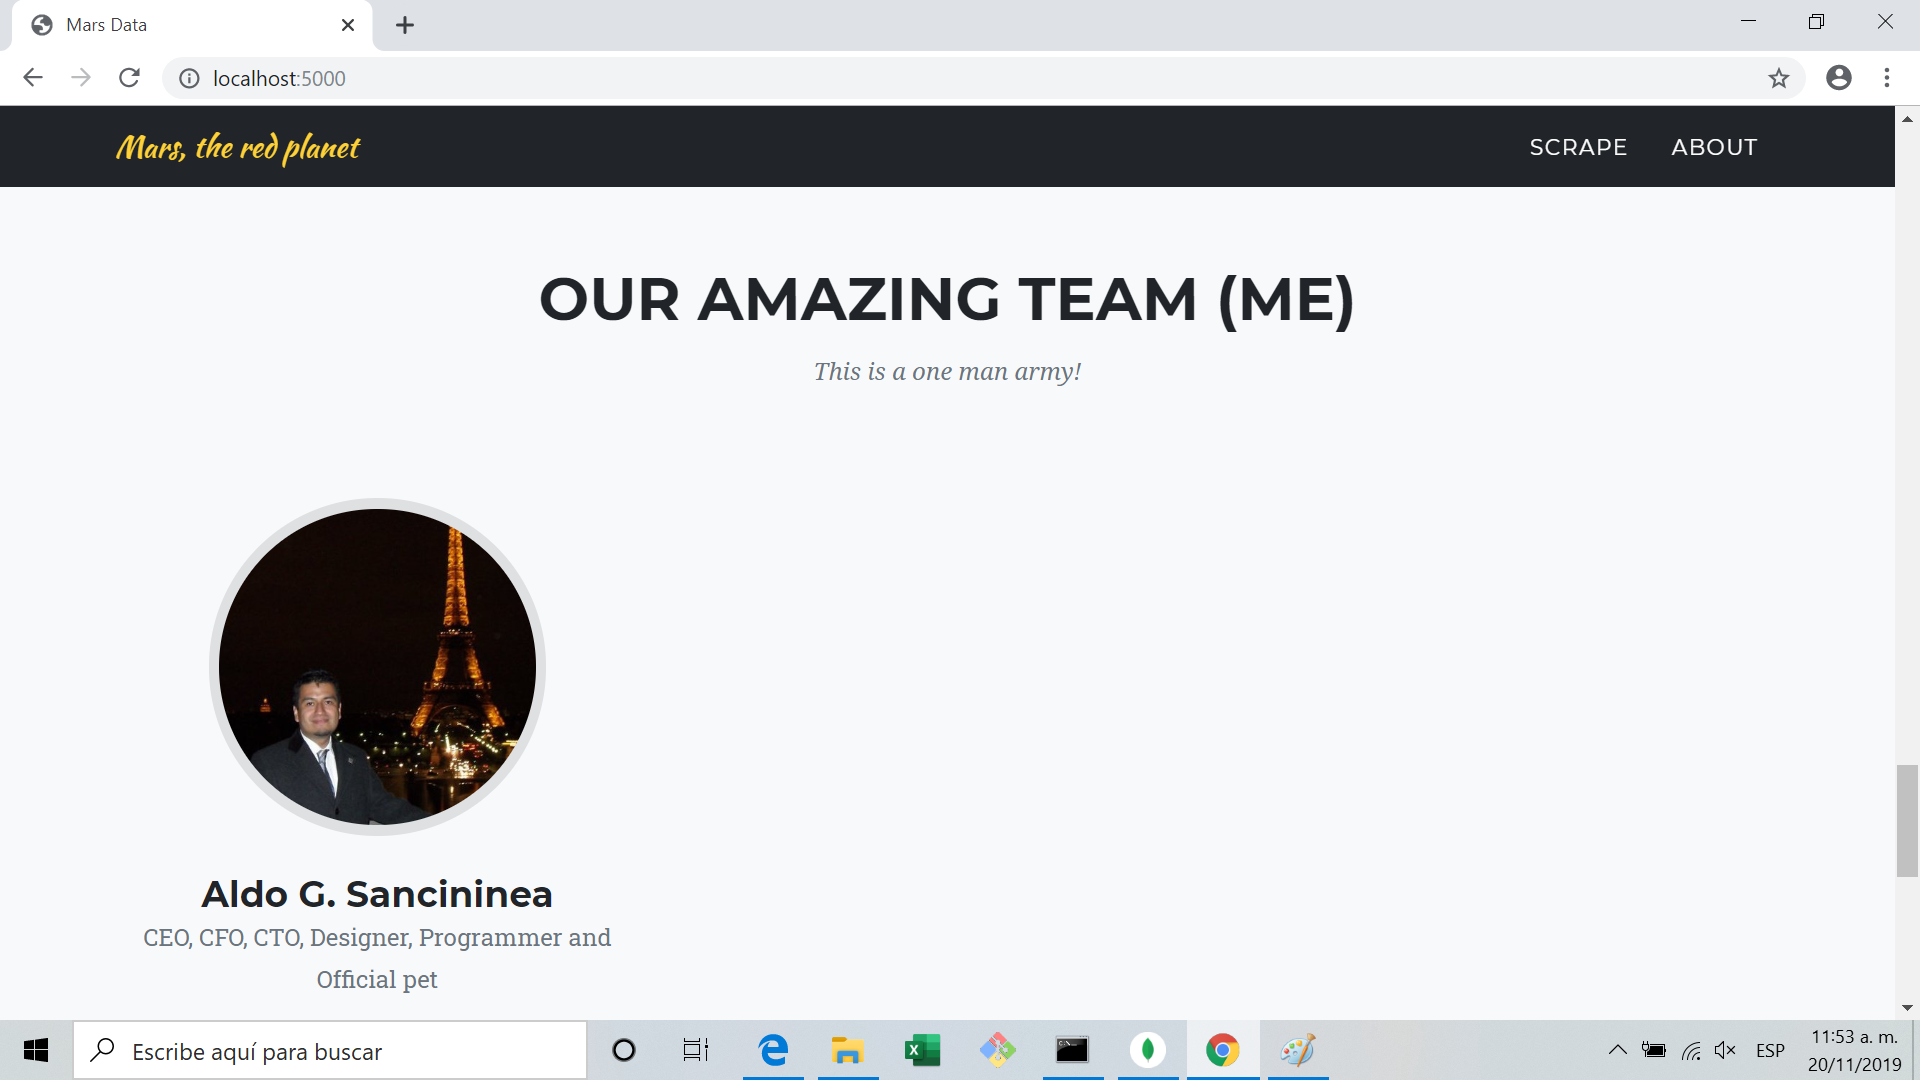 Mars Data
localhost:5000
Mars, the red planet
SCRAPE ABOUT
OUR AMAZING TEAM (ME)
This is a one man army!
Aldo G. Sancininea
CEO, CFO, CTO, Designer, Programmer and
Official pet
Escribe aquí para buscar
ESP
11:53 a. m.
20/11/2019